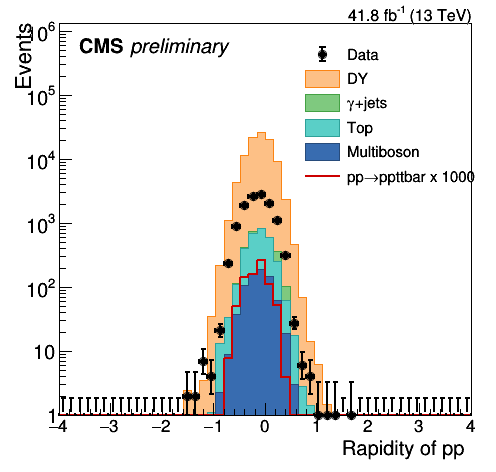 41.8 fb⁻¹ (13 TeV)
CMS preliminary
Events
Data
DY
γ+jets
Top
Multiboson
pp→ppttbar x 1000
10⁶
10⁵
10⁴
10³
10²
10
1
−4 −3 −2 −1 0 1 2 3 4
Rapidity of pp